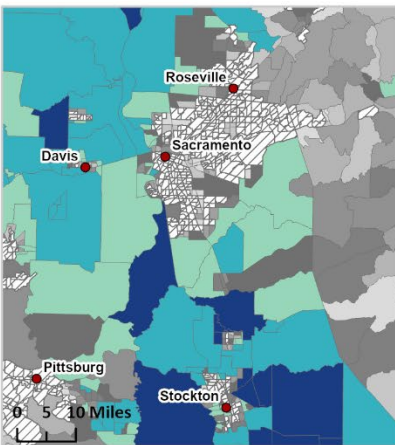 Roseville
Sacramento
Davis
Pittsburg
Stockton
0 5 10 Miles